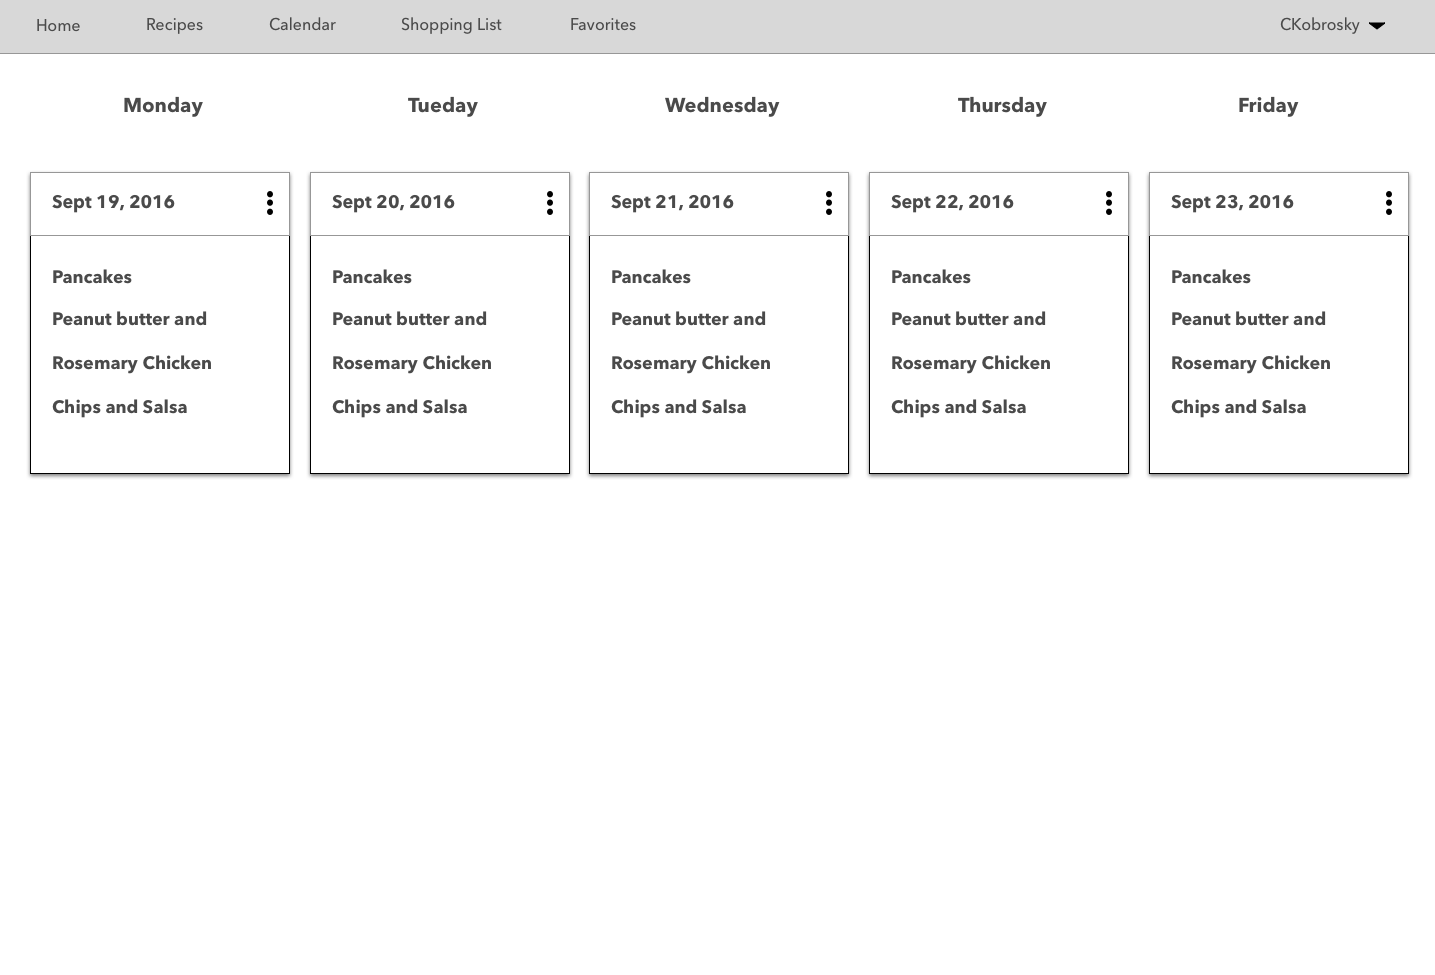 Home Recipes Calendar Shopping List Favorites CKobrosky
Monday Tueday Wednesday Thursday Friday
Sept 19, 2016
Pancakes
Peanut butter and
Rosemary Chicken
Chips and Salsa
Sept 20, 2016
Pancakes
Peanut butter and
Rosemary Chicken
Chips and Salsa
Sept 21, 2016
Pancakes
Peanut butter and
Rosemary Chicken
Chips and Salsa
Sept 22, 2016
Pancakes
Peanut butter and
Rosemary Chicken
Chips and Salsa
Sept 23, 2016
Pancakes
Peanut butter and
Rosemary Chicken
Chips and Salsa